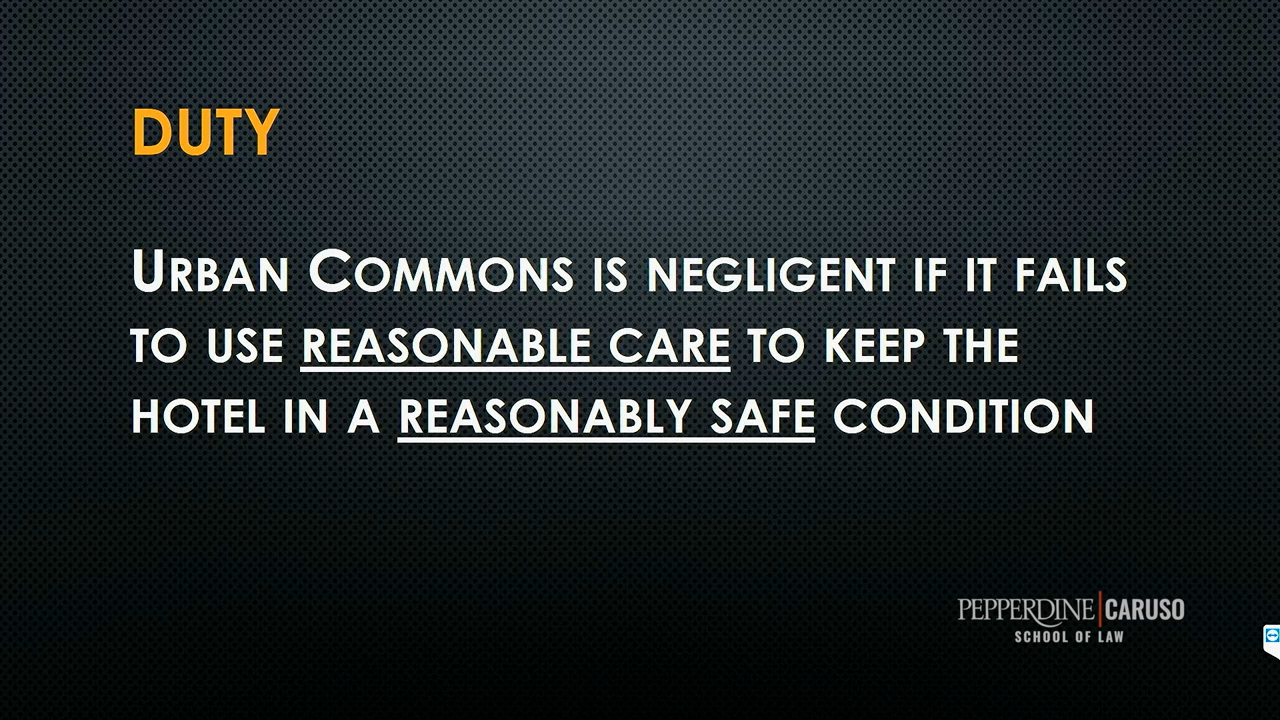 DUTY
URBAN COMMONS IS NEGLIGENT IF IT FAILS
TO USE REASONABLE CARE TO KEEP THE
HOTEL IN A REASONABLY SAFE CONDITION
PEPPERDINE | CARUSO
SCHOOL OF LAW